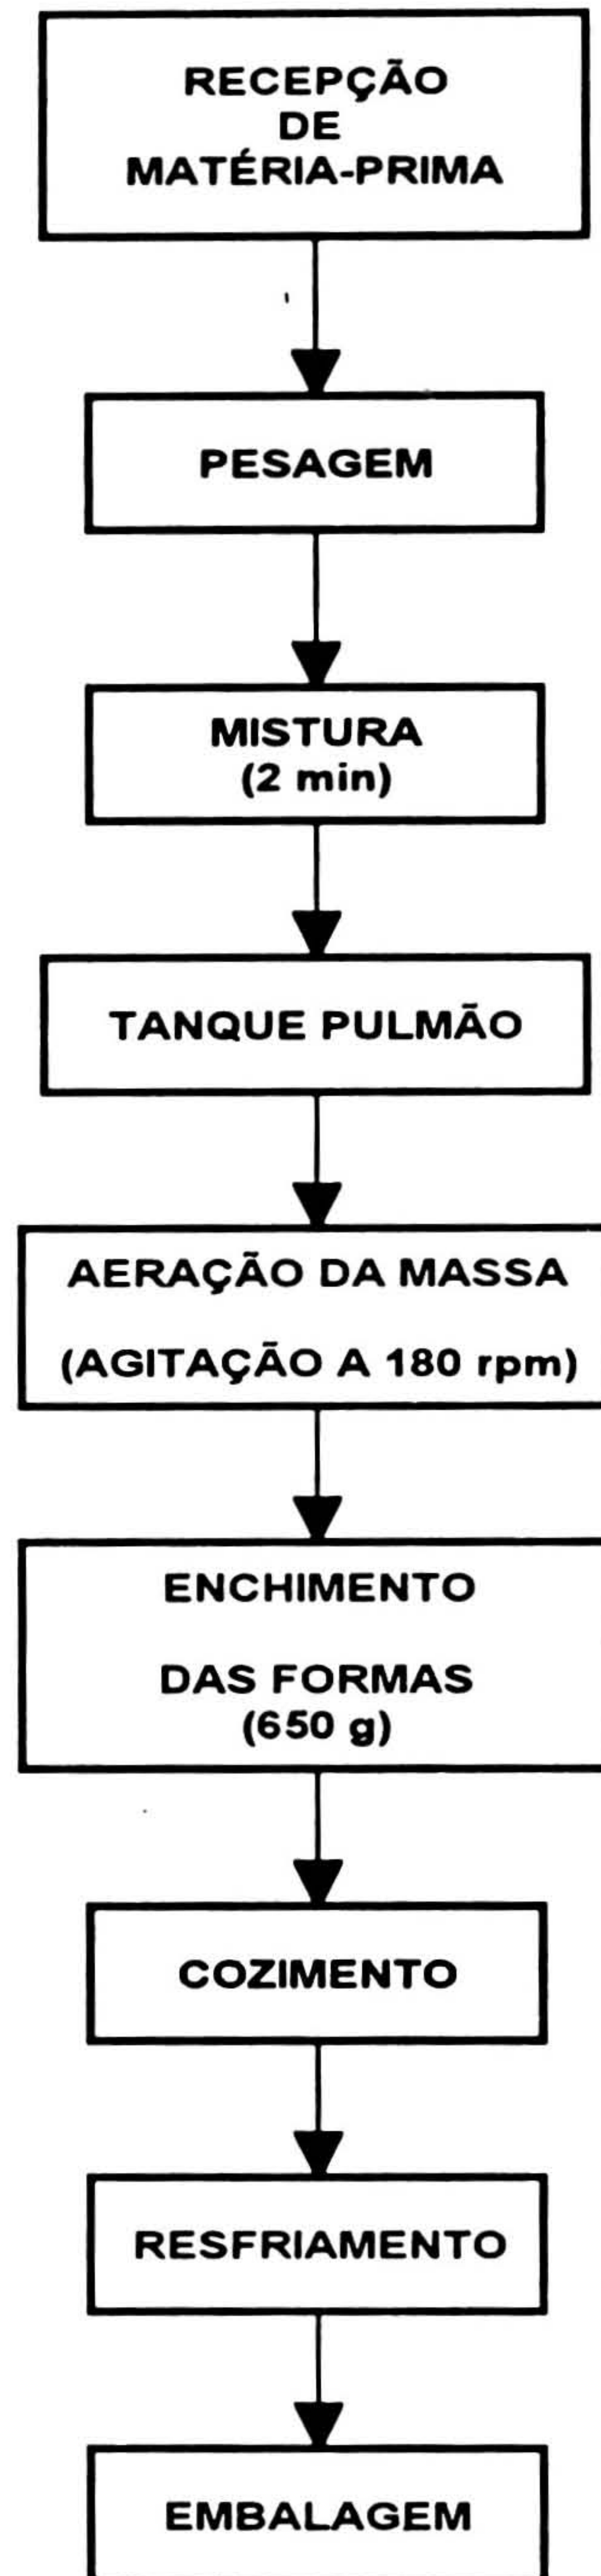 RECEPÇÃO
DE
MATÉRIA-PRIMA
PESAGEM
MISTURA
(2 min)
TANQUE PULMÃO
AERAÇÃO DA MASSA
(AGITAÇÃO A 180 rpm)
ENCHIMENTO
DAS FORMAS
(650 g)
COZIMENTO
RESFRIAMENTO
EMBALAGEM